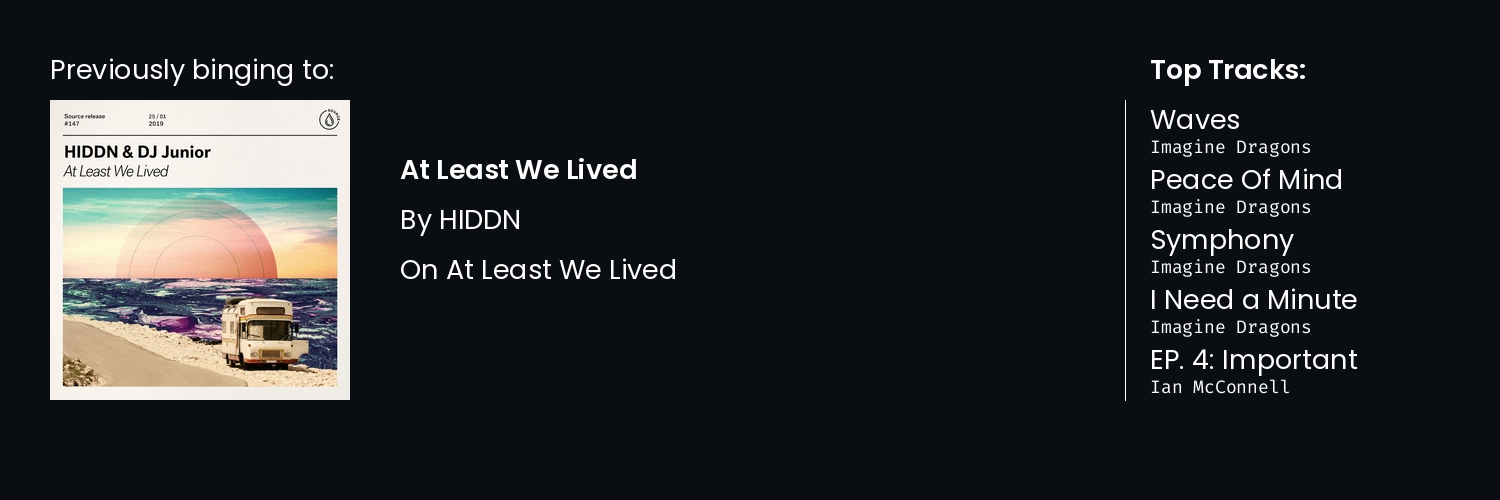 Previously binging to:
Source release
#147
25 / 01
2019
HIDDN & DJ Junior
At Least We Lived
At Least We Lived
By HIDDN
On At Least We Lived
Top Tracks:
Waves
Imagine Dragons
Peace Of Mind
Imagine Dragons
Symphony
Imagine Dragons
I Need a Minute
Imagine Dragons
EP. 4: Important
Ian McConnell